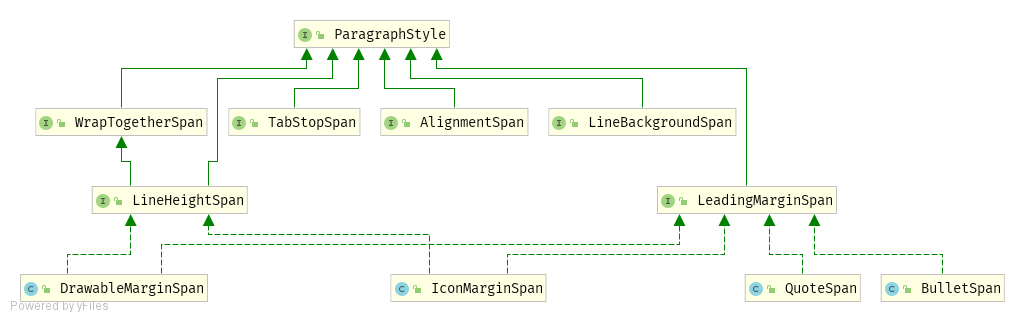 I ParagraphStyle
I WrapTogetherSpan
I TabStopSpan
I AlignmentSpan
I LineBackgroundSpan
I LineHeightSpan
I LeadingMarginSpan
C DrawableMarginSpan
C IconMarginSpan
C QuoteSpan
C BulletSpan
Powered by yFiles